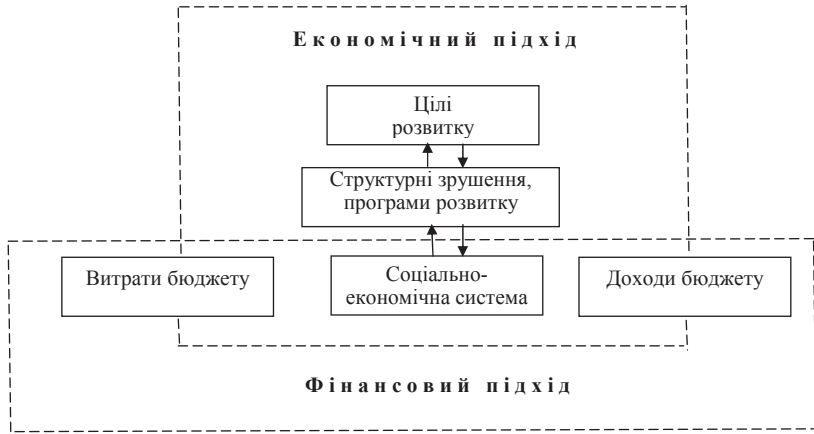 Економічний підхід
Цілі
розвитку
Структурні зрушення,
програми розвитку
Витрати бюджету
Соціально-
економічна система
Доходи бюджету
Фінансовий підхід